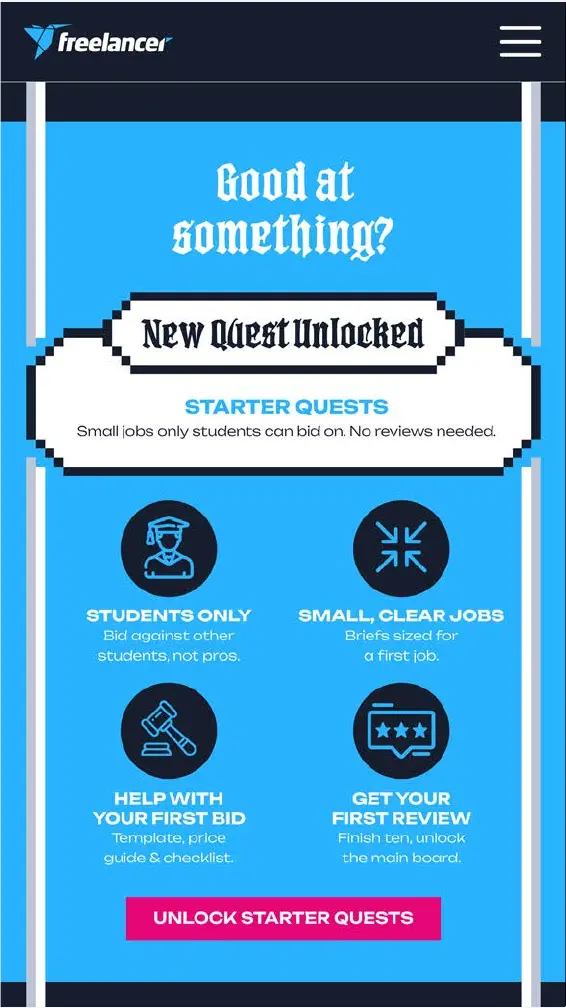 freelancer
Good at
something?
New Quest Unlocked
STARTER QUESTS
Small jobs only students can bid on. No reviews needed.
STUDENTS ONLY
Bid against other
students, not pros.
SMALL, CLEAR JOBS
Briefs sized for
a first job.
HELP WITH
YOUR FIRST BID
Template, price
guide & checklist.
GET YOUR
FIRST REVIEW
Finish ten, unlock
the main board.
UNLOCK STARTER QUESTS